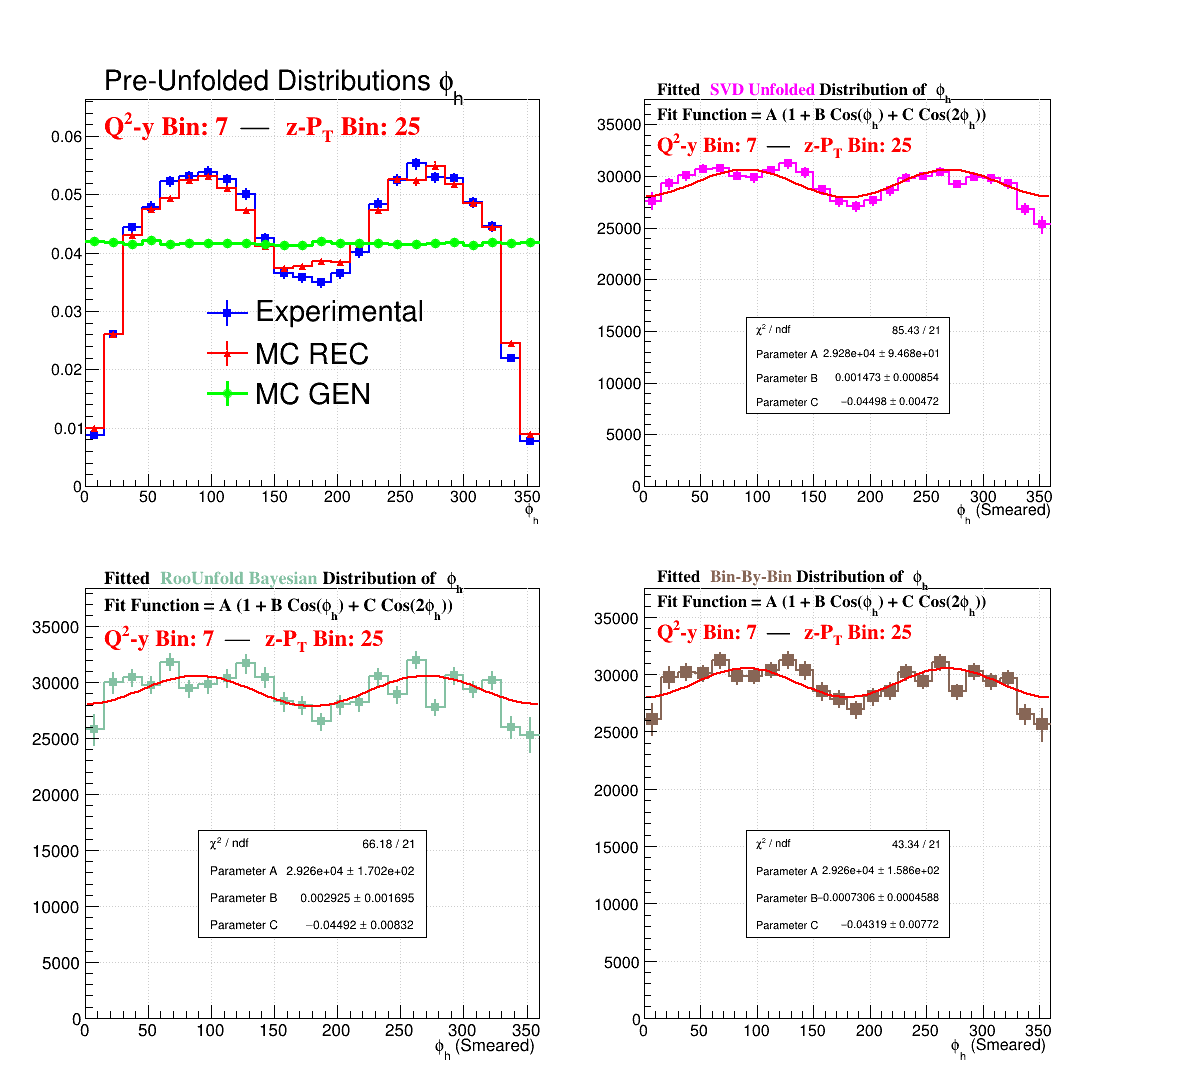 Pre-Unfolded Distributions ϕh
Q²-y Bin: 7 — z-PT Bin: 25
0.06
0.05
0.04
0.03
0.02
0.01
0
Experimental
MC REC
MC GEN
0 50 100 150 200 250 300 350
ϕh
Fitted SVD Unfolded Distribution of ϕh
Fit Function = A (1 + B Cos(ϕh) + C Cos(2ϕh))
Q²-y Bin: 7 — z-PT Bin: 25
35000
30000
25000
20000
15000
10000
5000
0
χ² / ndf 85.43 / 21
Parameter A 2.928e+04 ± 9.468e+01
Parameter B 0.001473 ± 0.000854
Parameter C −0.04498 ± 0.00472
0 50 100 150 200 250 300 350
ϕh (Smeared)
Fitted RooUnfold Bayesian Distribution of ϕh
Fit Function = A (1 + B Cos(ϕh) + C Cos(2ϕh))
Q²-y Bin: 7 — z-PT Bin: 25
35000
30000
25000
20000
15000
10000
5000
0
χ² / ndf 66.18 / 21
Parameter A 2.926e+04 ± 1.702e+02
Parameter B 0.002925 ± 0.001695
Parameter C −0.04492 ± 0.00832
0 50 100 150 200 250 300 350
ϕh (Smeared)
Fitted Bin-By-Bin Distribution of ϕh
Fit Function = A (1 + B Cos(ϕh) + C Cos(2ϕh))
Q²-y Bin: 7 — z-PT Bin: 25
35000
30000
25000
20000
15000
10000
5000
0
χ² / ndf 43.34 / 21
Parameter A 2.926e+04 ± 1.586e+02
Parameter B −0.0007306 ± 0.0004588
Parameter C −0.04319 ± 0.00772
0 50 100 150 200 250 300 350
ϕh (Smeared)